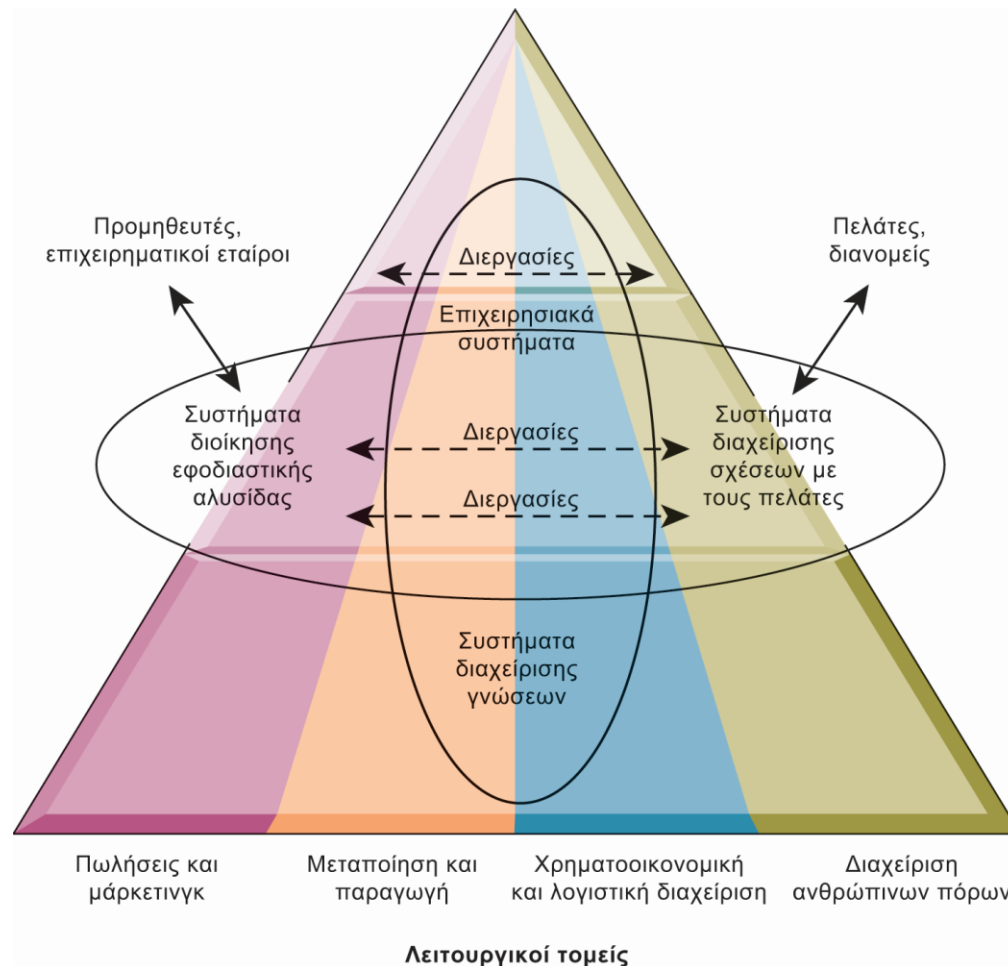 Προμηθευτές,
επιχειρηματικοί εταίροι
Πελάτες,
διανομείς
Διεργασίες
Επιχειρησιακά
συστήματα
Συστήματα
διοίκησης
εφοδιαστικής
αλυσίδας
Διεργασίες
Διεργασίες
Συστήματα
διαχείρισης
σχέσεων με
τους πελάτες
Συστήματα
διαχείρισης
γνώσεων
Πωλήσεις και
μάρκετινγκ
Μεταποίηση και
παραγωγή
Χρηματοοικονομική
και λογιστική διαχείριση
Διαχείριση
ανθρώπινων πόρων
Λειτουργικοί τομείς